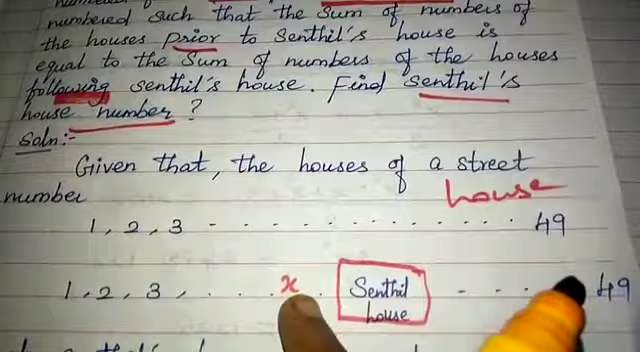 numbered such that the Sum of numbers of
the houses prior to Senthil's house is
equal to the Sum of numbers of the houses
following senthil's house. Find senthil's
house number?
Soln:-
Given that, the houses of a street
number
house
1, 2, 3 - - - . . . . . . . . . . . . 49
1, 2, 3, . . . x . Senthil house - - . . 49